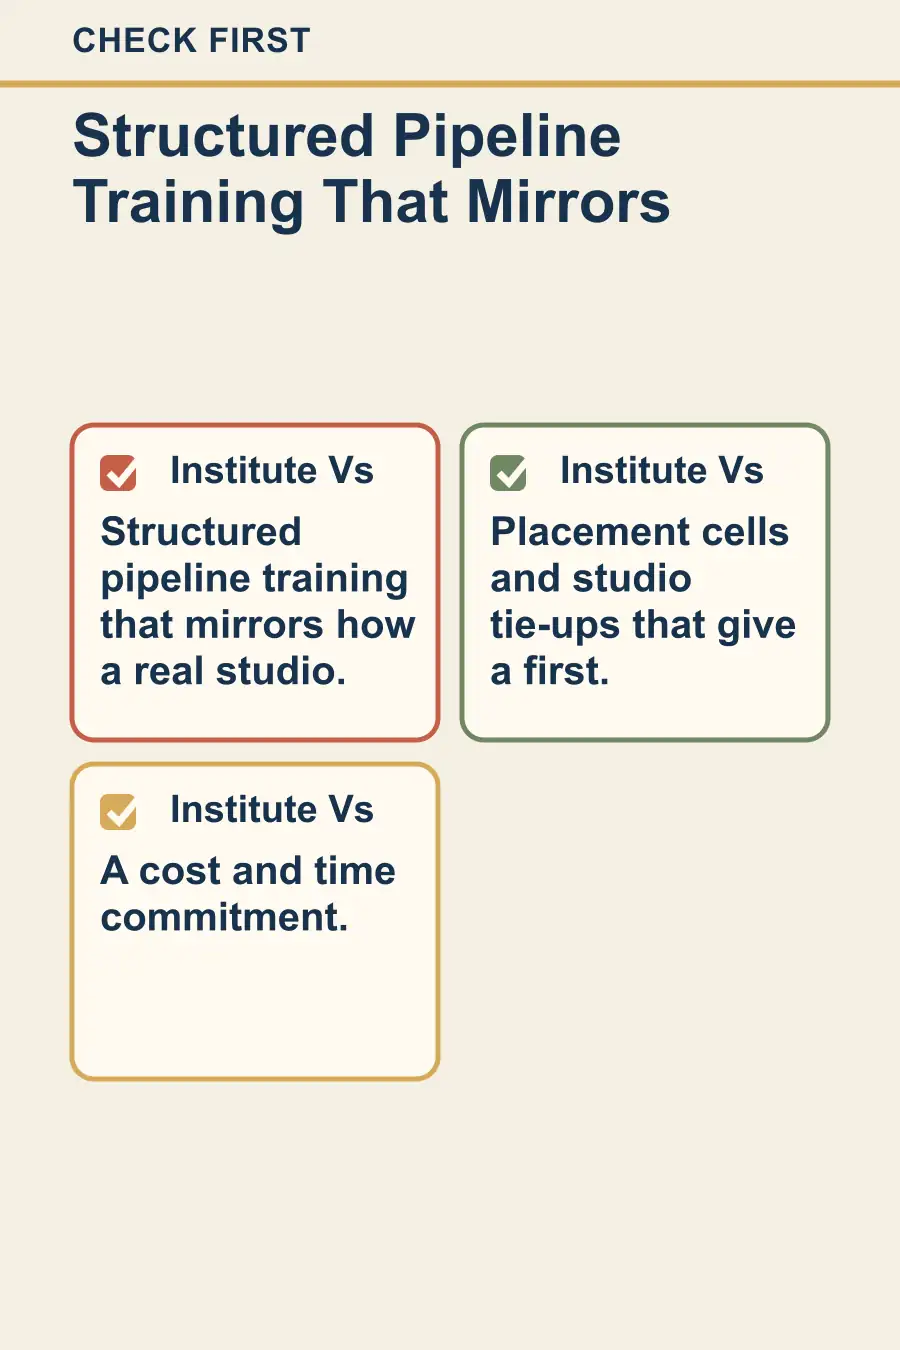 CHECK FIRST
Structured Pipeline
Training That Mirrors
Institute Vs
Structured
pipeline training
that mirrors how
a real studio.
Institute Vs
Placement cells
and studio
tie-ups that give
a first.
Institute Vs
A cost and time
commitment.